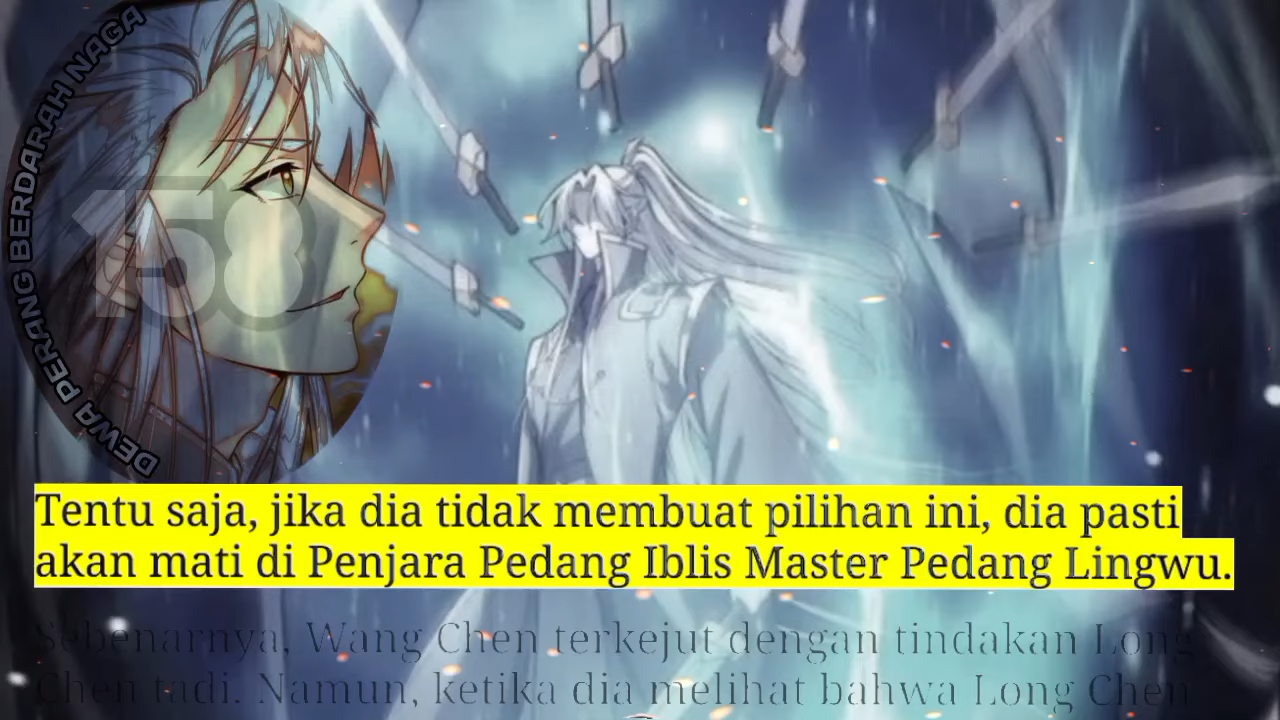 DEWA PERANG BERDARAH NAGA
158
Tentu saja, jika dia tidak membuat pilihan ini, dia pasti
akan mati di Penjara Pedang Iblis Master Pedang Lingwu.
Sebenarnya, Wang Chen terkejut dengan tindakan Long
Chen tadi. Namun, ketika dia melihat bahwa Long Chen